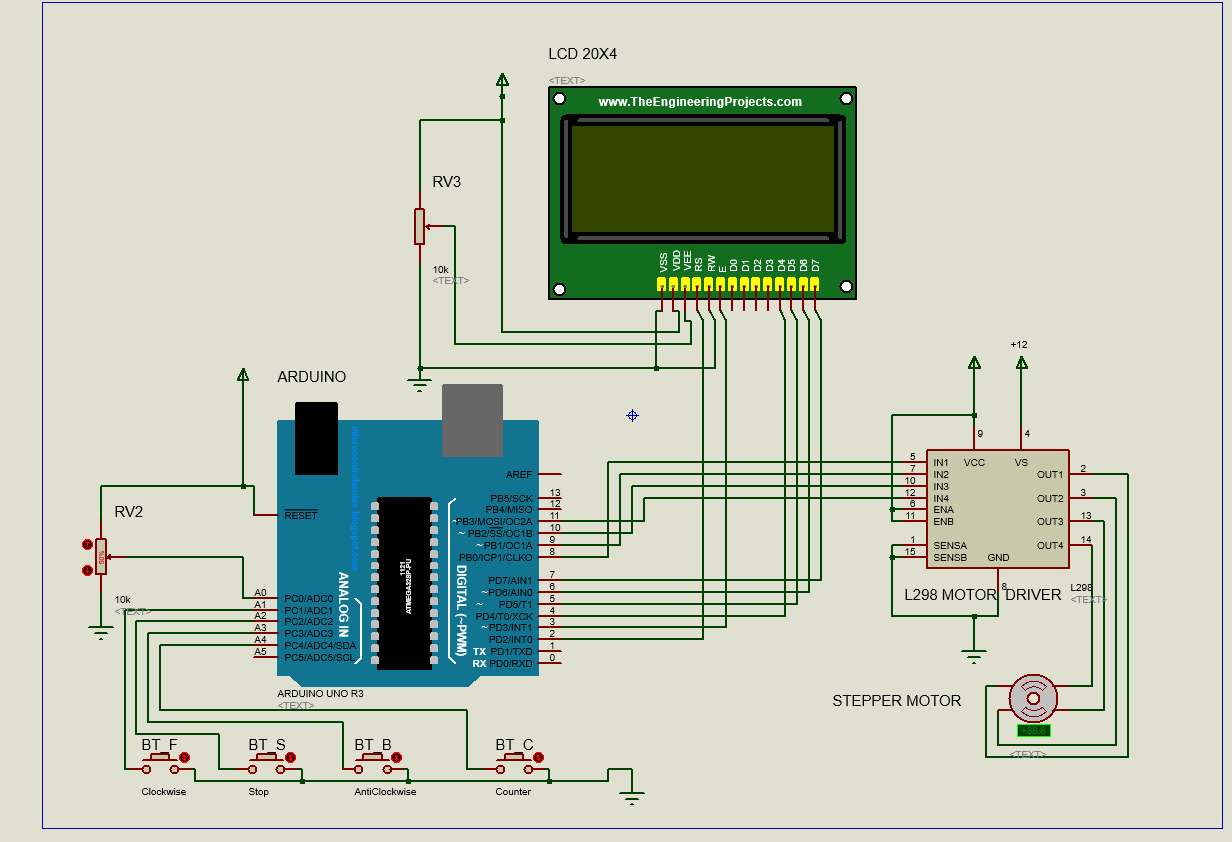 LCD 20X4
<TEXT>
www.TheEngineeringProjects.com
RV3
10k
<TEXT>
VSS VDD VEE RS RW E D0 D1 D2 D3 D4 D5 D6 D7
ARDUINO
microcontrolandos.blogspot.com
RESET
RV2
50%
10k
<TEXT>
A0 PC0/ADC0
A1 PC1/ADC1
A2 PC2/ADC2
A3 PC3/ADC3
A4 PC4/ADC4/SDA
A5 PC5/ADC5/SCL
ANALOG IN
1121
ATMEGA328P-PU
DIGITAL (~PWM)
AREF
PB5/SCK 13
PB4/MISO 12
~PB3/MOSI/OC2A 11
~ PB2/SS/OC1B 10
~ PB1/OC1A 9
PB0/ICP1/CLKO 8
PD7/AIN1 7
~ PD6/AIN0 6
~ PD5/T1 5
PD4/T0/XCK 4
~ PD3/INT1 3
PD2/INT0 2
TX PD1/TXD 1
RX PD0/RXD 0
ARDUINO UNO R3
<TEXT>
+12
9 4
VCC VS
5 IN1
7 IN2
10 IN3
12 IN4
6 ENA
11 ENB
1 SENSA
15 SENSB
OUT1 2
OUT2 3
OUT3 13
OUT4 14
GND
8
L298
<TEXT>
L298 MOTOR DRIVER
STEPPER MOTOR
<TEXT>
BT_F BT_S BT_B BT_C
Clockwise Stop AntiClockwise Counter